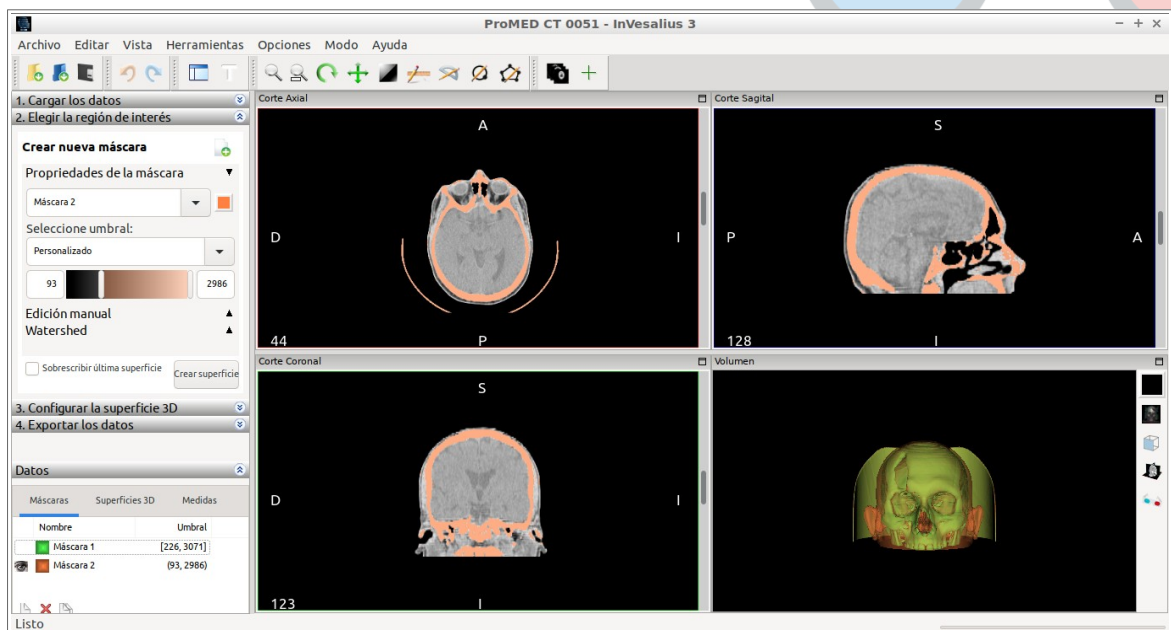 ProMED CT 0051 - InVesalius 3
Archivo Editar Vista Herramientas Opciones Modo Ayuda
1. Cargar los datos
2. Elegir la región de interés
Crear nueva máscara
Propriedades de la máscara
Máscara 2
Seleccione umbral:
Personalizado
93 2986
Edición manual
Watershed
Sobrescribir última superficie
Crear superficie
3. Configurar la superficie 3D
4. Exportar los datos
Datos
Máscaras Superficies 3D Medidas
Nombre Umbral
Máscara 1 [226, 3071]
Máscara 2 (93, 2986)
Listo
Corte Axial
A
D I
44 P
Corte Sagital
S
P A
128 I
Corte Coronal
S
D I
123 I
Volumen